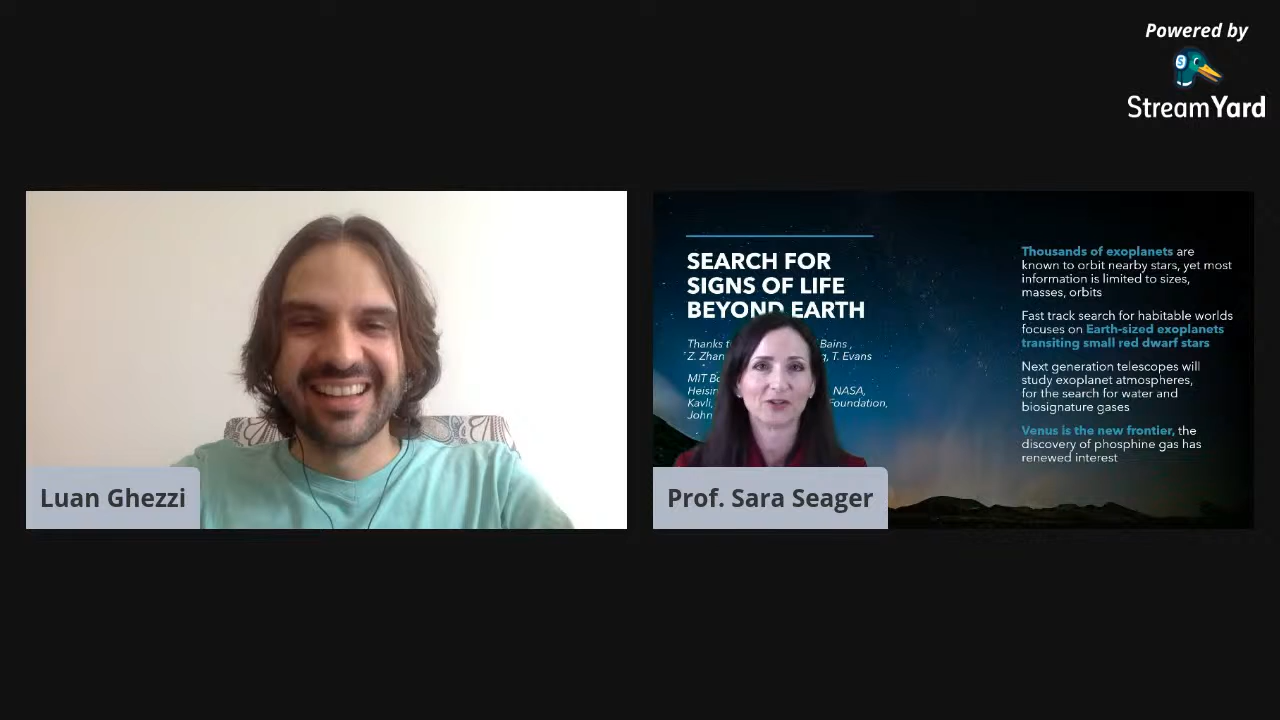 Powered by
StreamYard
Luan Ghezzi
SEARCH FOR
SIGNS OF LIFE
BEYOND EARTH
Thanks Bains ,
Z. Zhan T. Evans
MIT NASA,
Kavli, Foundation,
John
Prof. Sara Seager
Thousands of exoplanets are
known to orbit nearby stars, yet most
information is limited to sizes,
masses, orbits
Fast track search for habitable worlds
focuses on Earth-sized exoplanets
transiting small red dwarf stars
Next generation telescopes will
study exoplanet atmospheres,
for the search for water and
biosignature gases
Venus is the new frontier, the
discovery of phosphine gas has
renewed interest